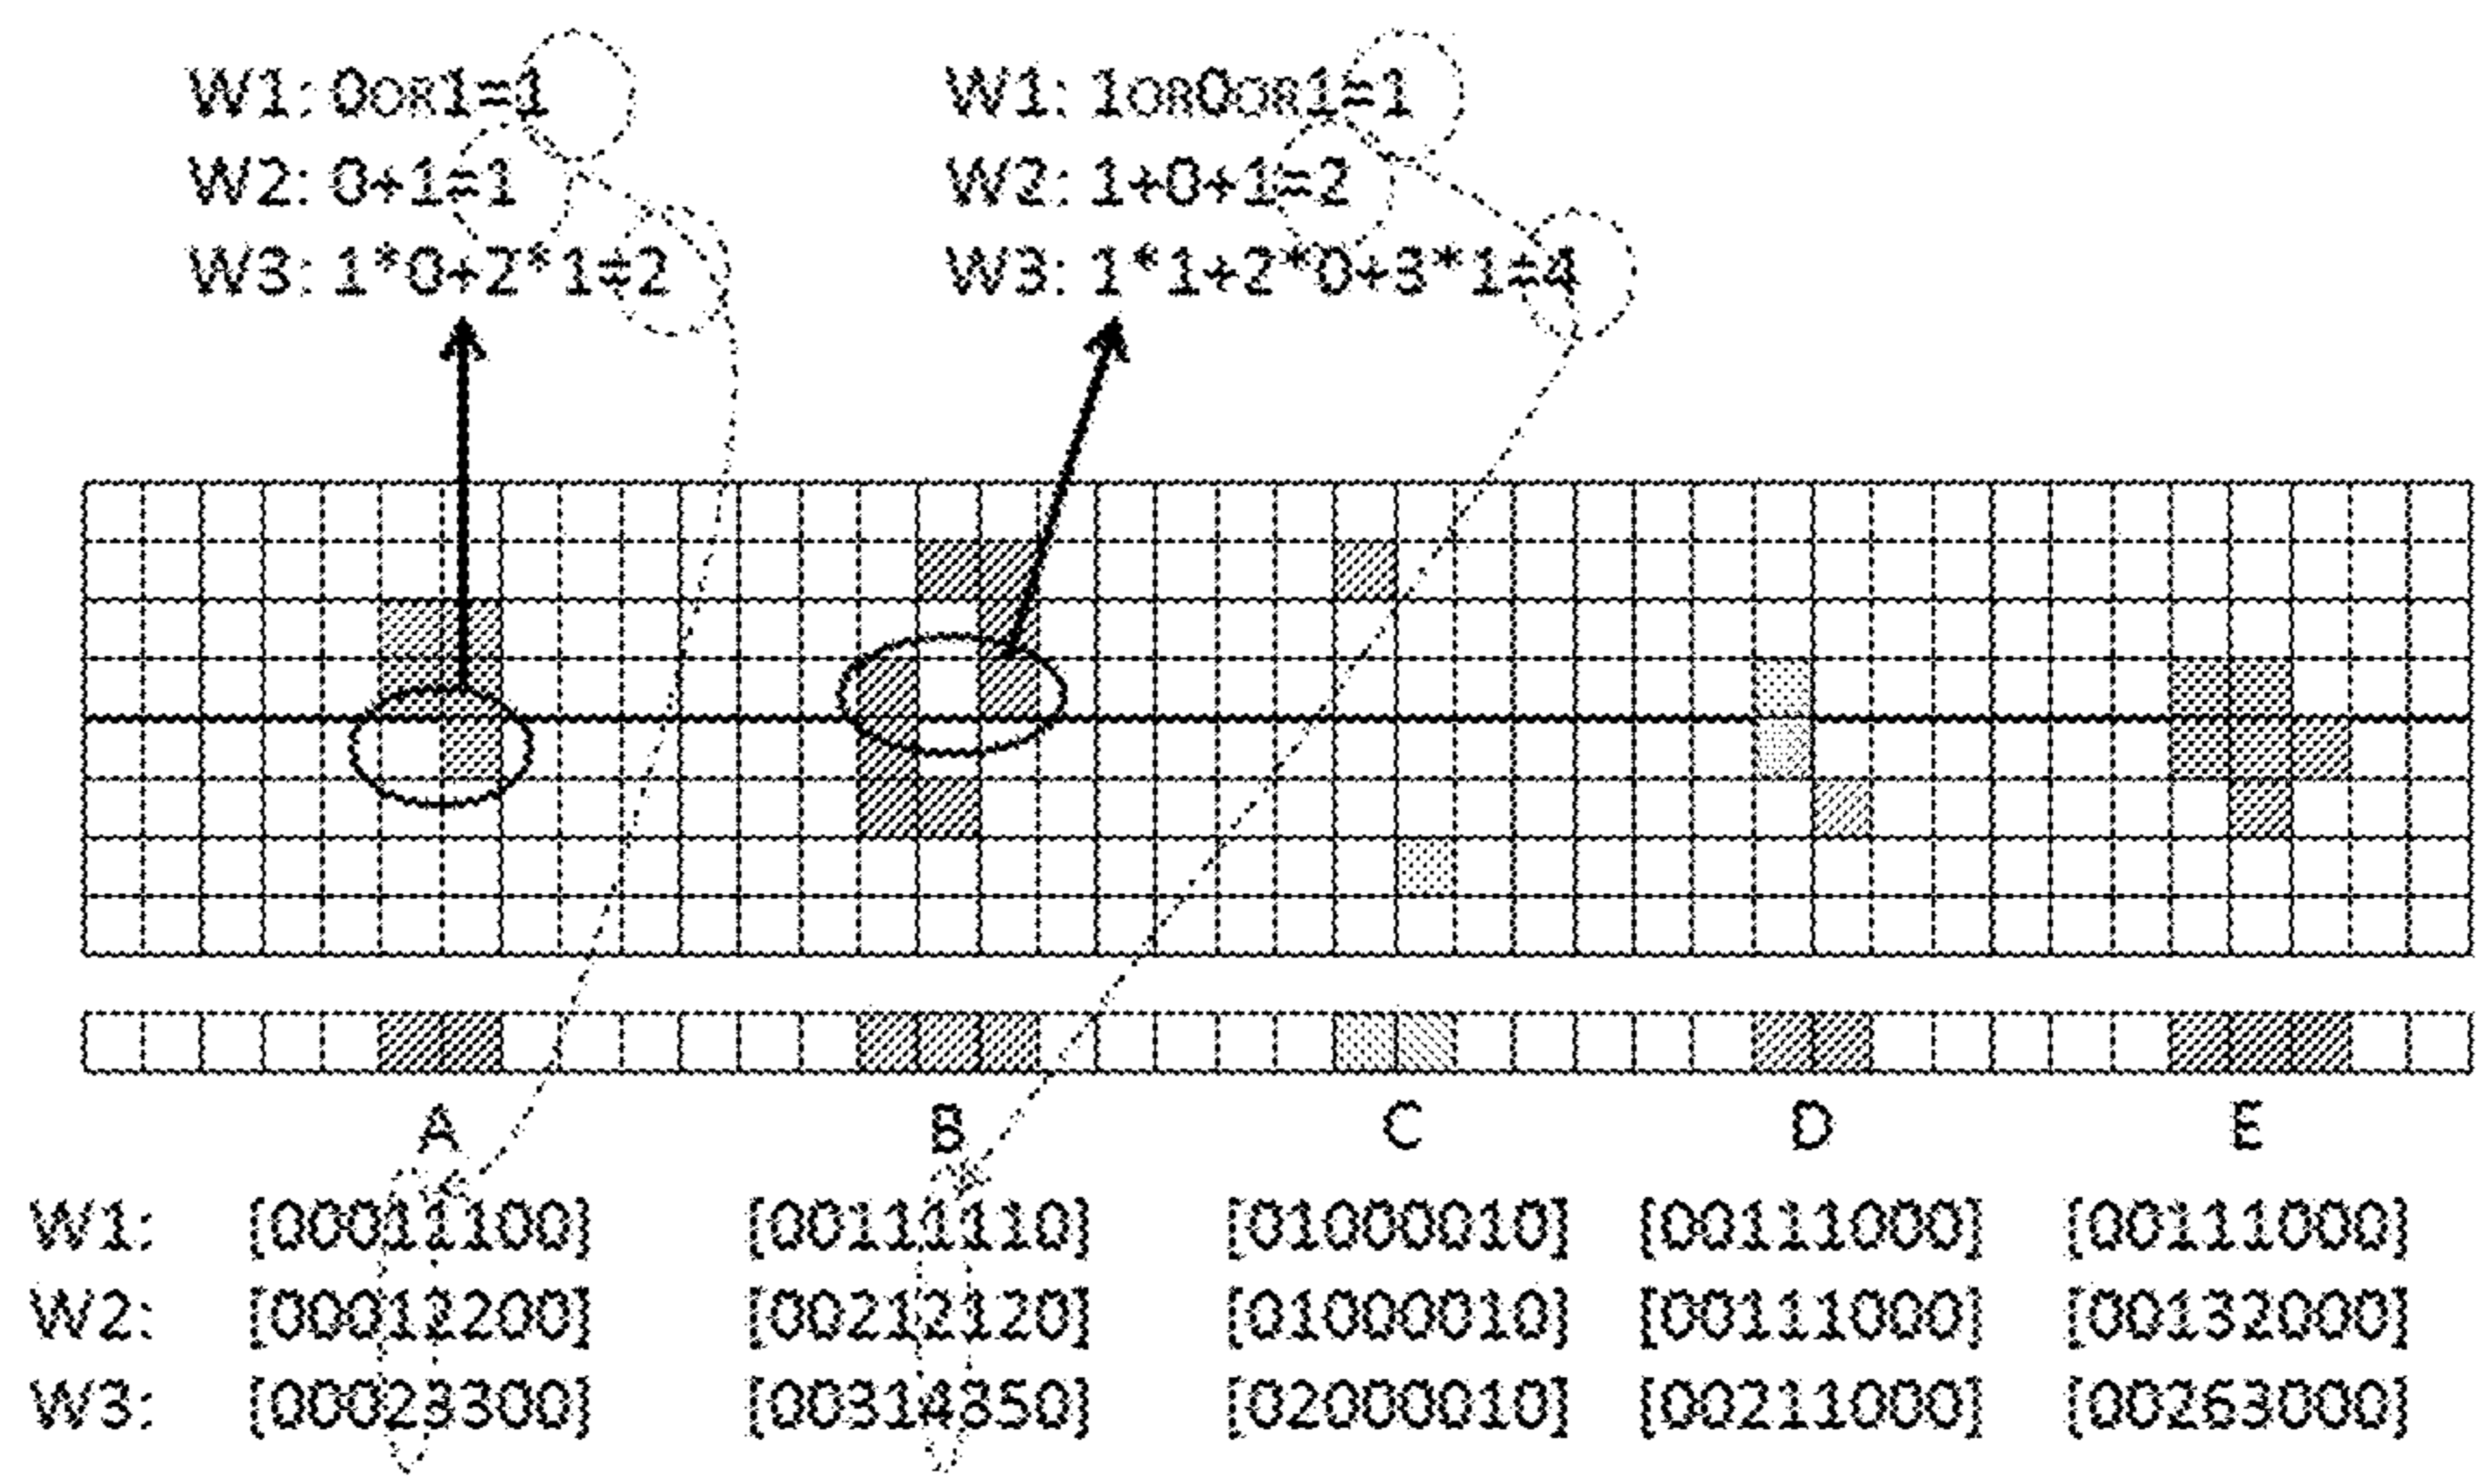 W1: 0OR1=1
W2: 0+1=1
W3: 1*0+2*1=2
W1: 1OR0OR1=1
W2: 1+0+1=2
W3: 1*1+2*0+3*1=4
A B C D E
W1: [00011100] [00111110] [01000010] [00111000] [00111000]
W2: [00012200] [00212120] [01000010] [00111000] [00132000]
W3: [00023300] [00314350] [02000010] [00211000] [00263000]